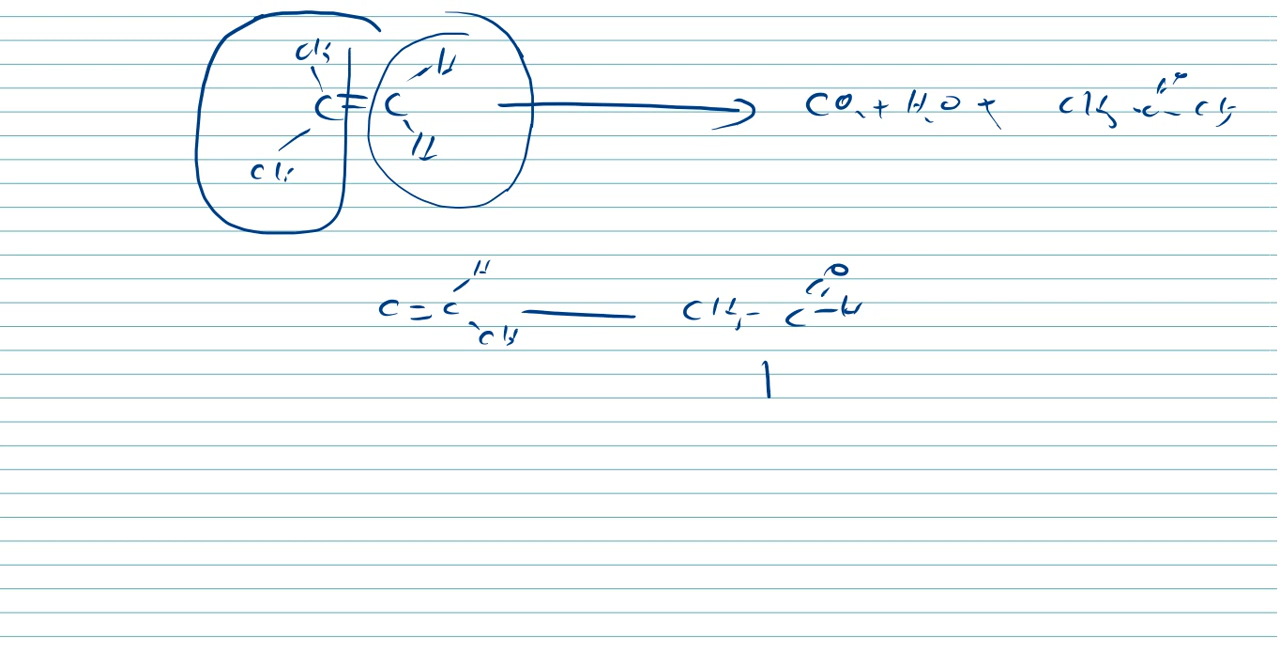 CH₃ H
C = C → CO₂ + H₂O + CH₃ - C - CH₃
CH₃ H O
H O
C = C — CH₃ - C - H
CH₃